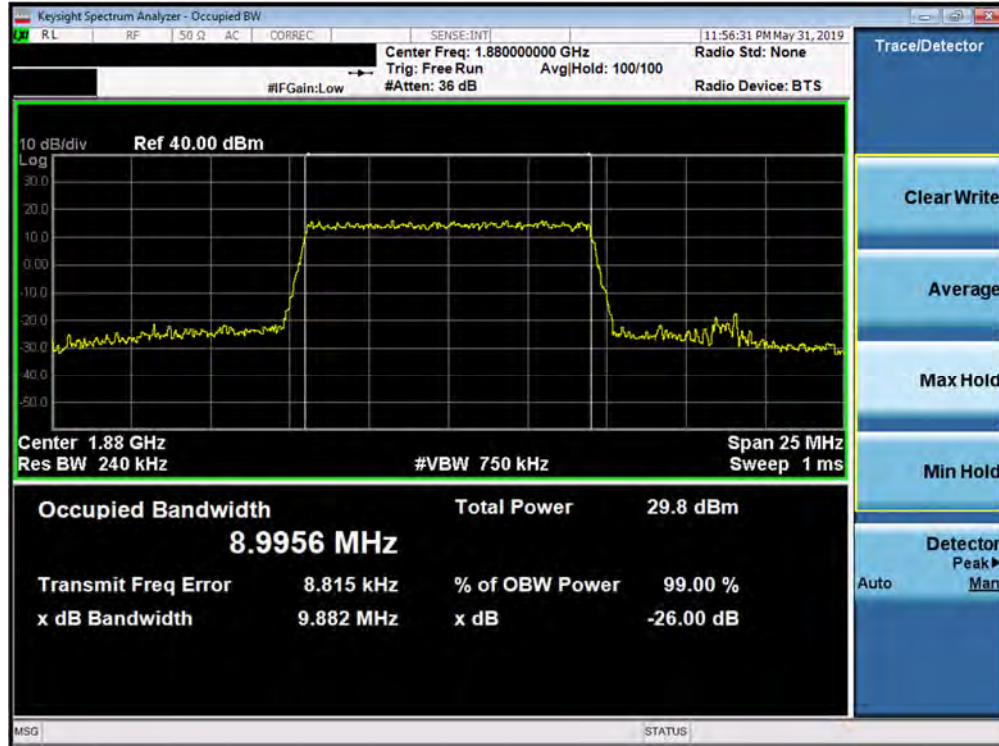 Keysight Spectrum Analyzer - Occupied BW
LXI RL RF 50 Ω AC CORREC SENSE:INT 11:56:31 PM May 31, 2019
Center Freq: 1.880000000 GHz Radio Std: None
Trig: Free Run Avg|Hold: 100/100
#IFGain:Low #Atten: 36 dB Radio Device: BTS
10 dB/div Ref 40.00 dBm
Log
30.0
20.0
10.0
0.00
-10.0
-20.0
-30.0
-40.0
-50.0
Center 1.88 GHz Span 25 MHz
Res BW 240 kHz #VBW 750 kHz Sweep 1 ms
Occupied Bandwidth Total Power 29.8 dBm
8.9956 MHz
Transmit Freq Error 8.815 kHz % of OBW Power 99.00 %
x dB Bandwidth 9.882 MHz x dB -26.00 dB
MSG STATUS
Trace/Detector
Clear Write
Average
Max Hold
Min Hold
Detector
Peak▶
Auto Man